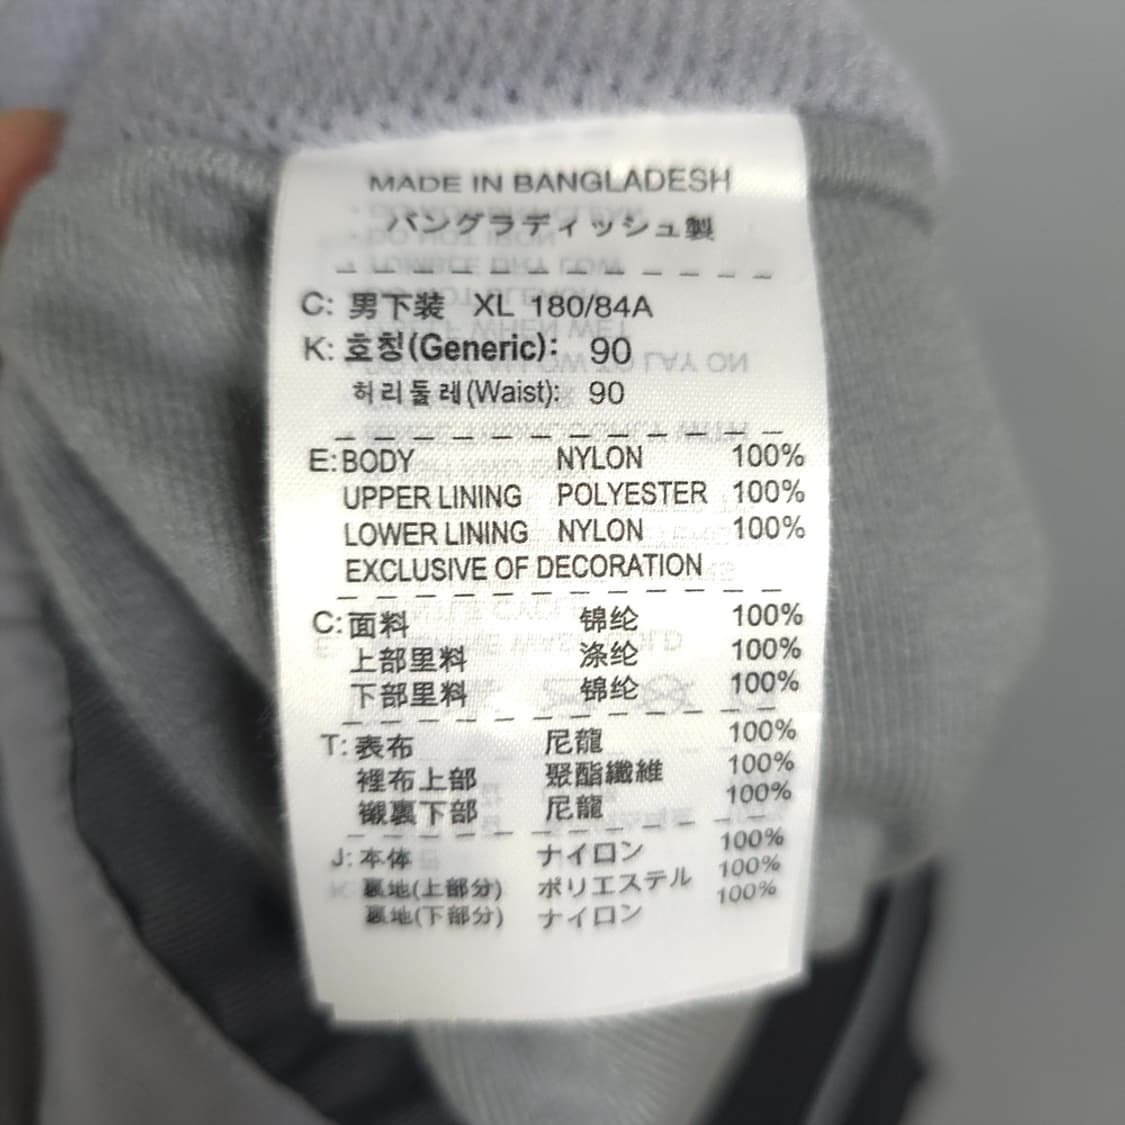 MADE IN BANGLADESH
バングラディッシュ製
C: 男下装 XL 180/84A
K: 호칭(Generic): 90
허리둘레(Waist): 90
E: BODY NYLON 100%
UPPER LINING POLYESTER 100%
LOWER LINING NYLON 100%
EXCLUSIVE OF DECORATION
C: 面料 锦纶 100%
上部里料 涤纶 100%
下部里料 锦纶 100%
T: 表布 尼龍 100%
裡布上部 聚酯纖維 100%
襯裏下部 尼龍 100%
J: 本体 ナイロン 100%
裏地(上部分) ポリエステル 100%
裏地(下部分) ナイロン 100%